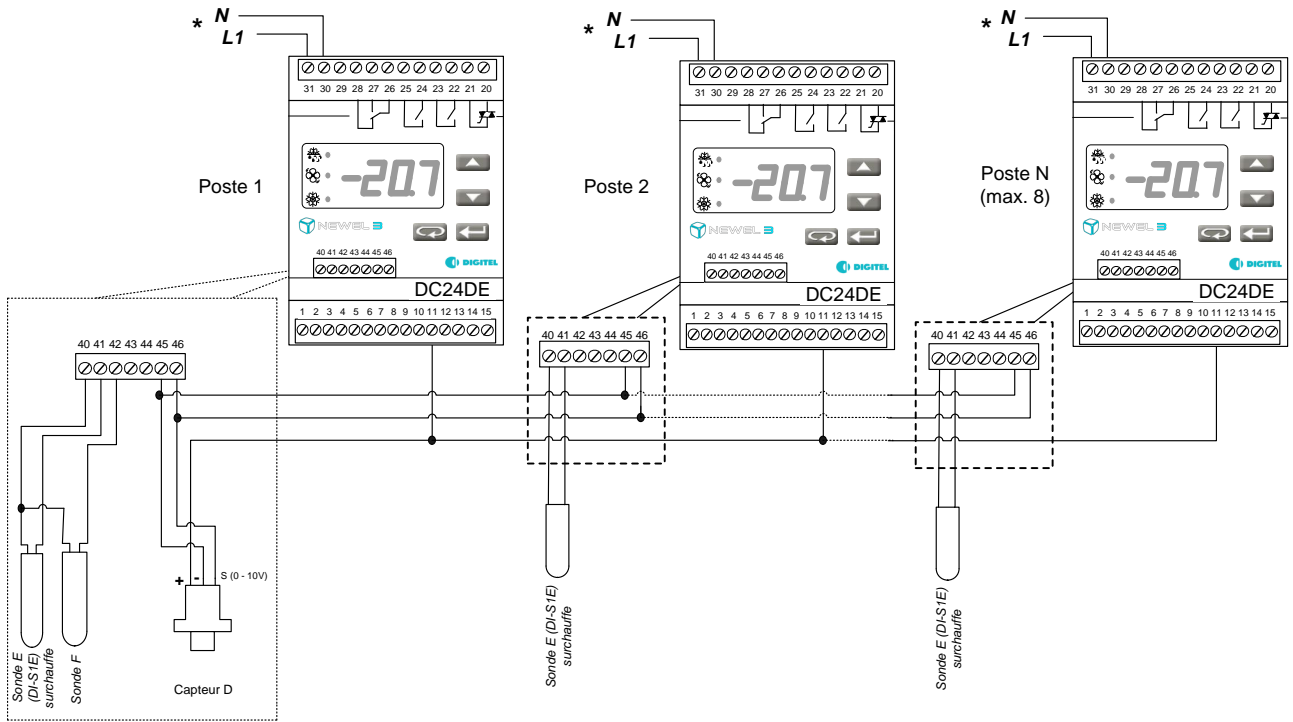 * N
L1
31 30 29 28 27 26 25 24 23 22 21 20
-20.7
Poste 1
NEWEL 3
40 41 42 43 44 45 46
DIGITEL
DC24DE
1 2 3 4 5 6 7 8 9 10 11 12 13 14 15
* N
L1
31 30 29 28 27 26 25 24 23 22 21 20
-20.7
Poste 2
NEWEL 3
40 41 42 43 44 45 46
DIGITEL
DC24DE
1 2 3 4 5 6 7 8 9 10 11 12 13 14 15
* N
L1
31 30 29 28 27 26 25 24 23 22 21 20
-20.7
Poste N
(max. 8)
NEWEL 3
40 41 42 43 44 45 46
DIGITEL
DC24DE
1 2 3 4 5 6 7 8 9 10 11 12 13 14 15
40 41 42 43 44 45 46
+ - S (0 - 10V)
Sonde E
(DI-S1E)
surchauffe
Sonde F
Capteur D
40 41 42 43 44 45 46
Sonde E (DI-S1E)
surchauffe
40 41 42 43 44 45 46
Sonde E (DI-S1E)
surchauffe